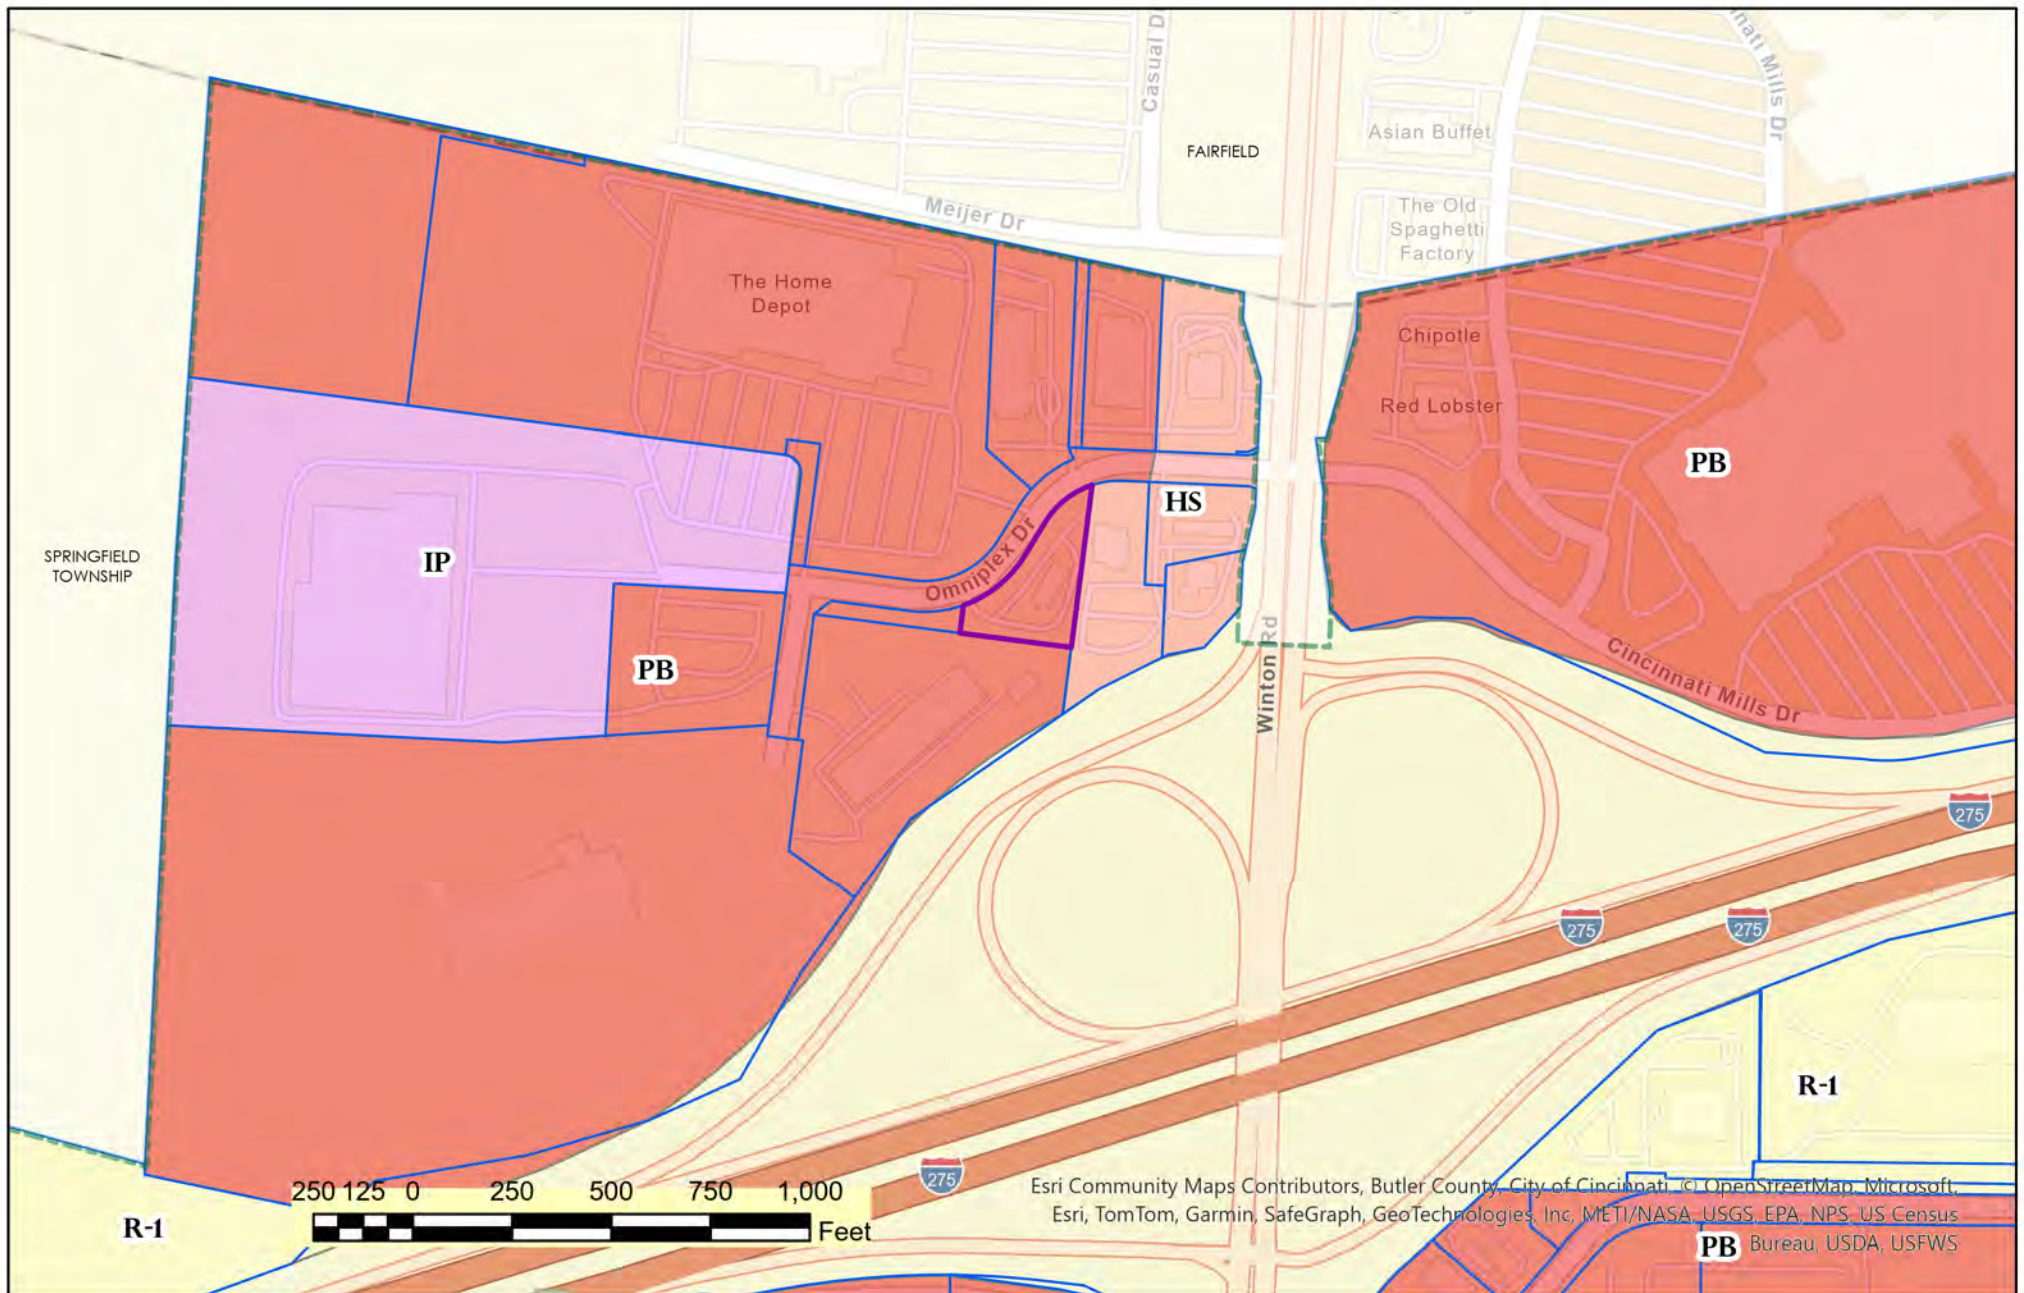 Casual D
nnati Mills Dr
Asian Buffet
FAIRFIELD
Meijer Dr
The Old
Spaghetti
Factory
The Home
Depot
Chipotle
Red Lobster
PB
HS
SPRINGFIELD
TOWNSHIP
IP
Omniplex Dr
PB
Winton Rd
Cincinnati Mills Dr
275
275
275
R-1
275
R-1
250 125 0 250 500 750 1,000
Feet
Esri Community Maps Contributors, Butler County, City of Cincinnati, © OpenStreetMap, Microsoft,
Esri, TomTom, Garmin, SafeGraph, GeoTechnologies, Inc, METI/NASA, USGS, EPA, NPS, US Census
Bureau, USDA, USFWS
PB